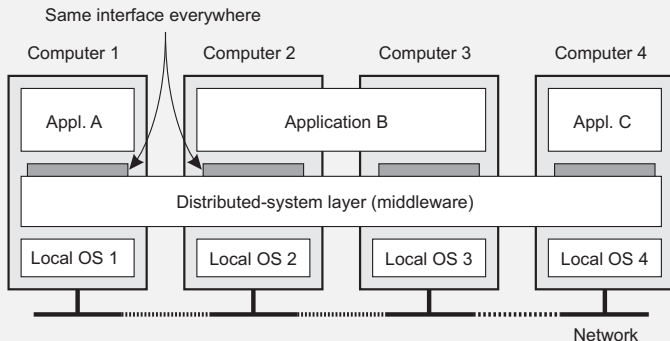 Same interface everywhere
Computer 1
Computer 2
Computer 3
Computer 4
Appl. A
Application B
Appl. C
Distributed-system layer (middleware)
Local OS 1
Local OS 2
Local OS 3
Local OS 4
Network